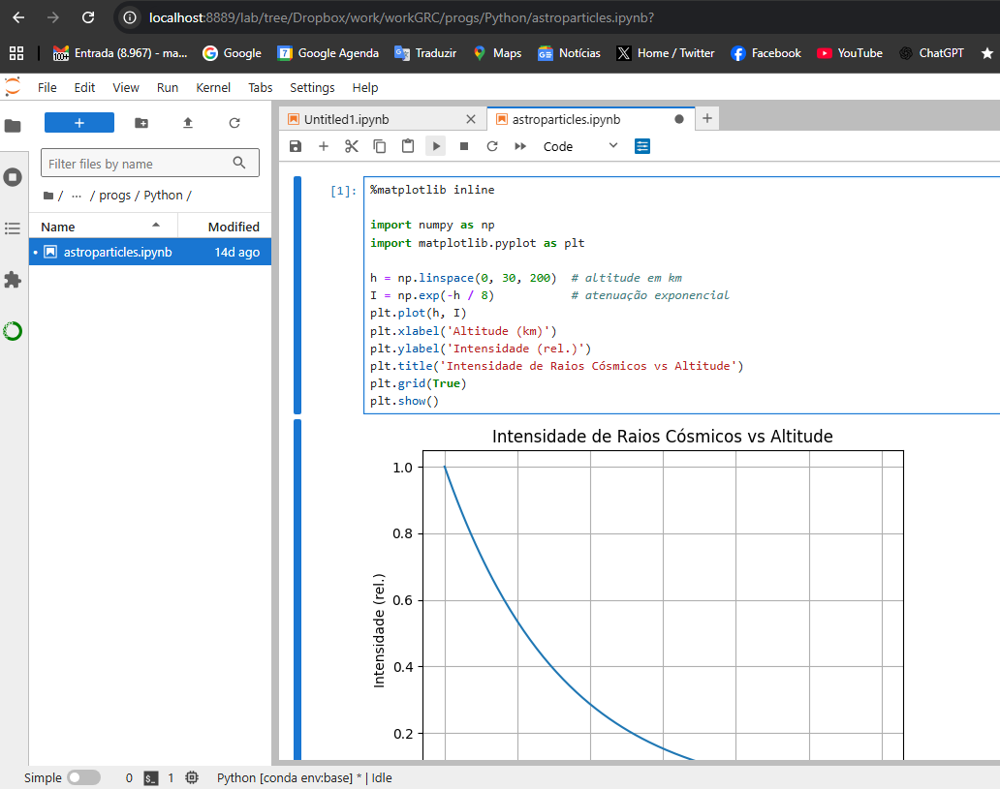 localhost:8889/lab/tree/Dropbox/work/workGRC/progs/Python/astroparticles.ipynb?
100+ Entrada (8.967) - ma... Google 7 Google Agenda Traduzir Maps Notícias Home / Twitter Facebook YouTube ChatGPT
File Edit View Run Kernel Tabs Settings Help
Untitled1.ipynb astroparticles.ipynb
Code
Filter files by name
/ ... / progs / Python /
Name Modified
astroparticles.ipynb 14d ago
[1]: %matplotlib inline
import numpy as np
import matplotlib.pyplot as plt
h = np.linspace(0, 30, 200)  # altitude em km
I = np.exp(-h / 8)           # atenuação exponencial
plt.plot(h, I)
plt.xlabel('Altitude (km)')
plt.ylabel('Intensidade (rel.)')
plt.title('Intensidade de Raios Cósmicos vs Altitude')
plt.grid(True)
plt.show()
Intensidade de Raios Cósmicos vs Altitude
1.0
0.8
0.6
0.4
0.2
Intensidade (rel.)
Simple 0 $_ 1 Python [conda env:base] * | Idle